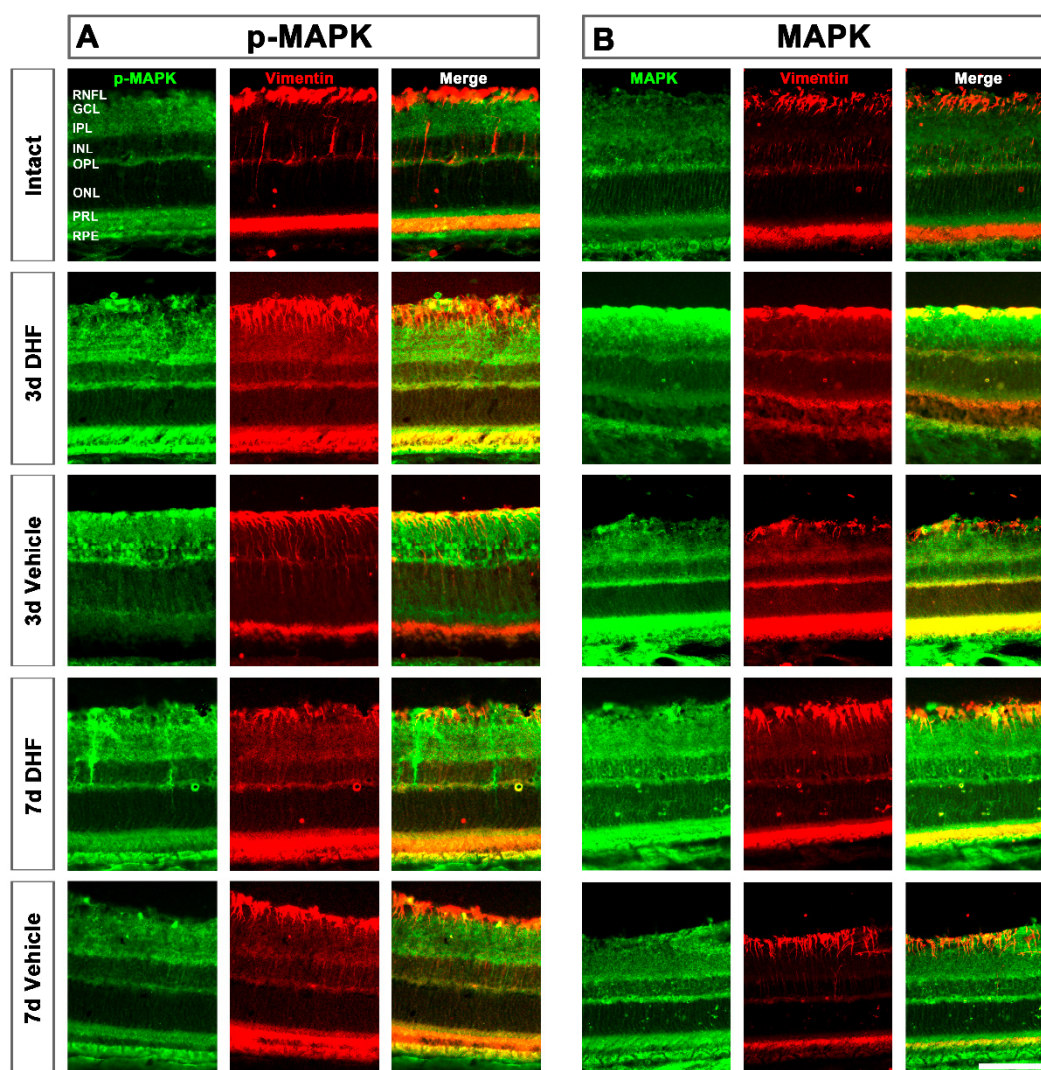 A p-MAPK
B MAPK
p-MAPK Vimentin Merge
MAPK Vimentin Merge
Intact
RNFL
GCL
IPL
INL
OPL
ONL
PRL
RPE
3d DHF
3d Vehicle
7d DHF
7d Vehicle